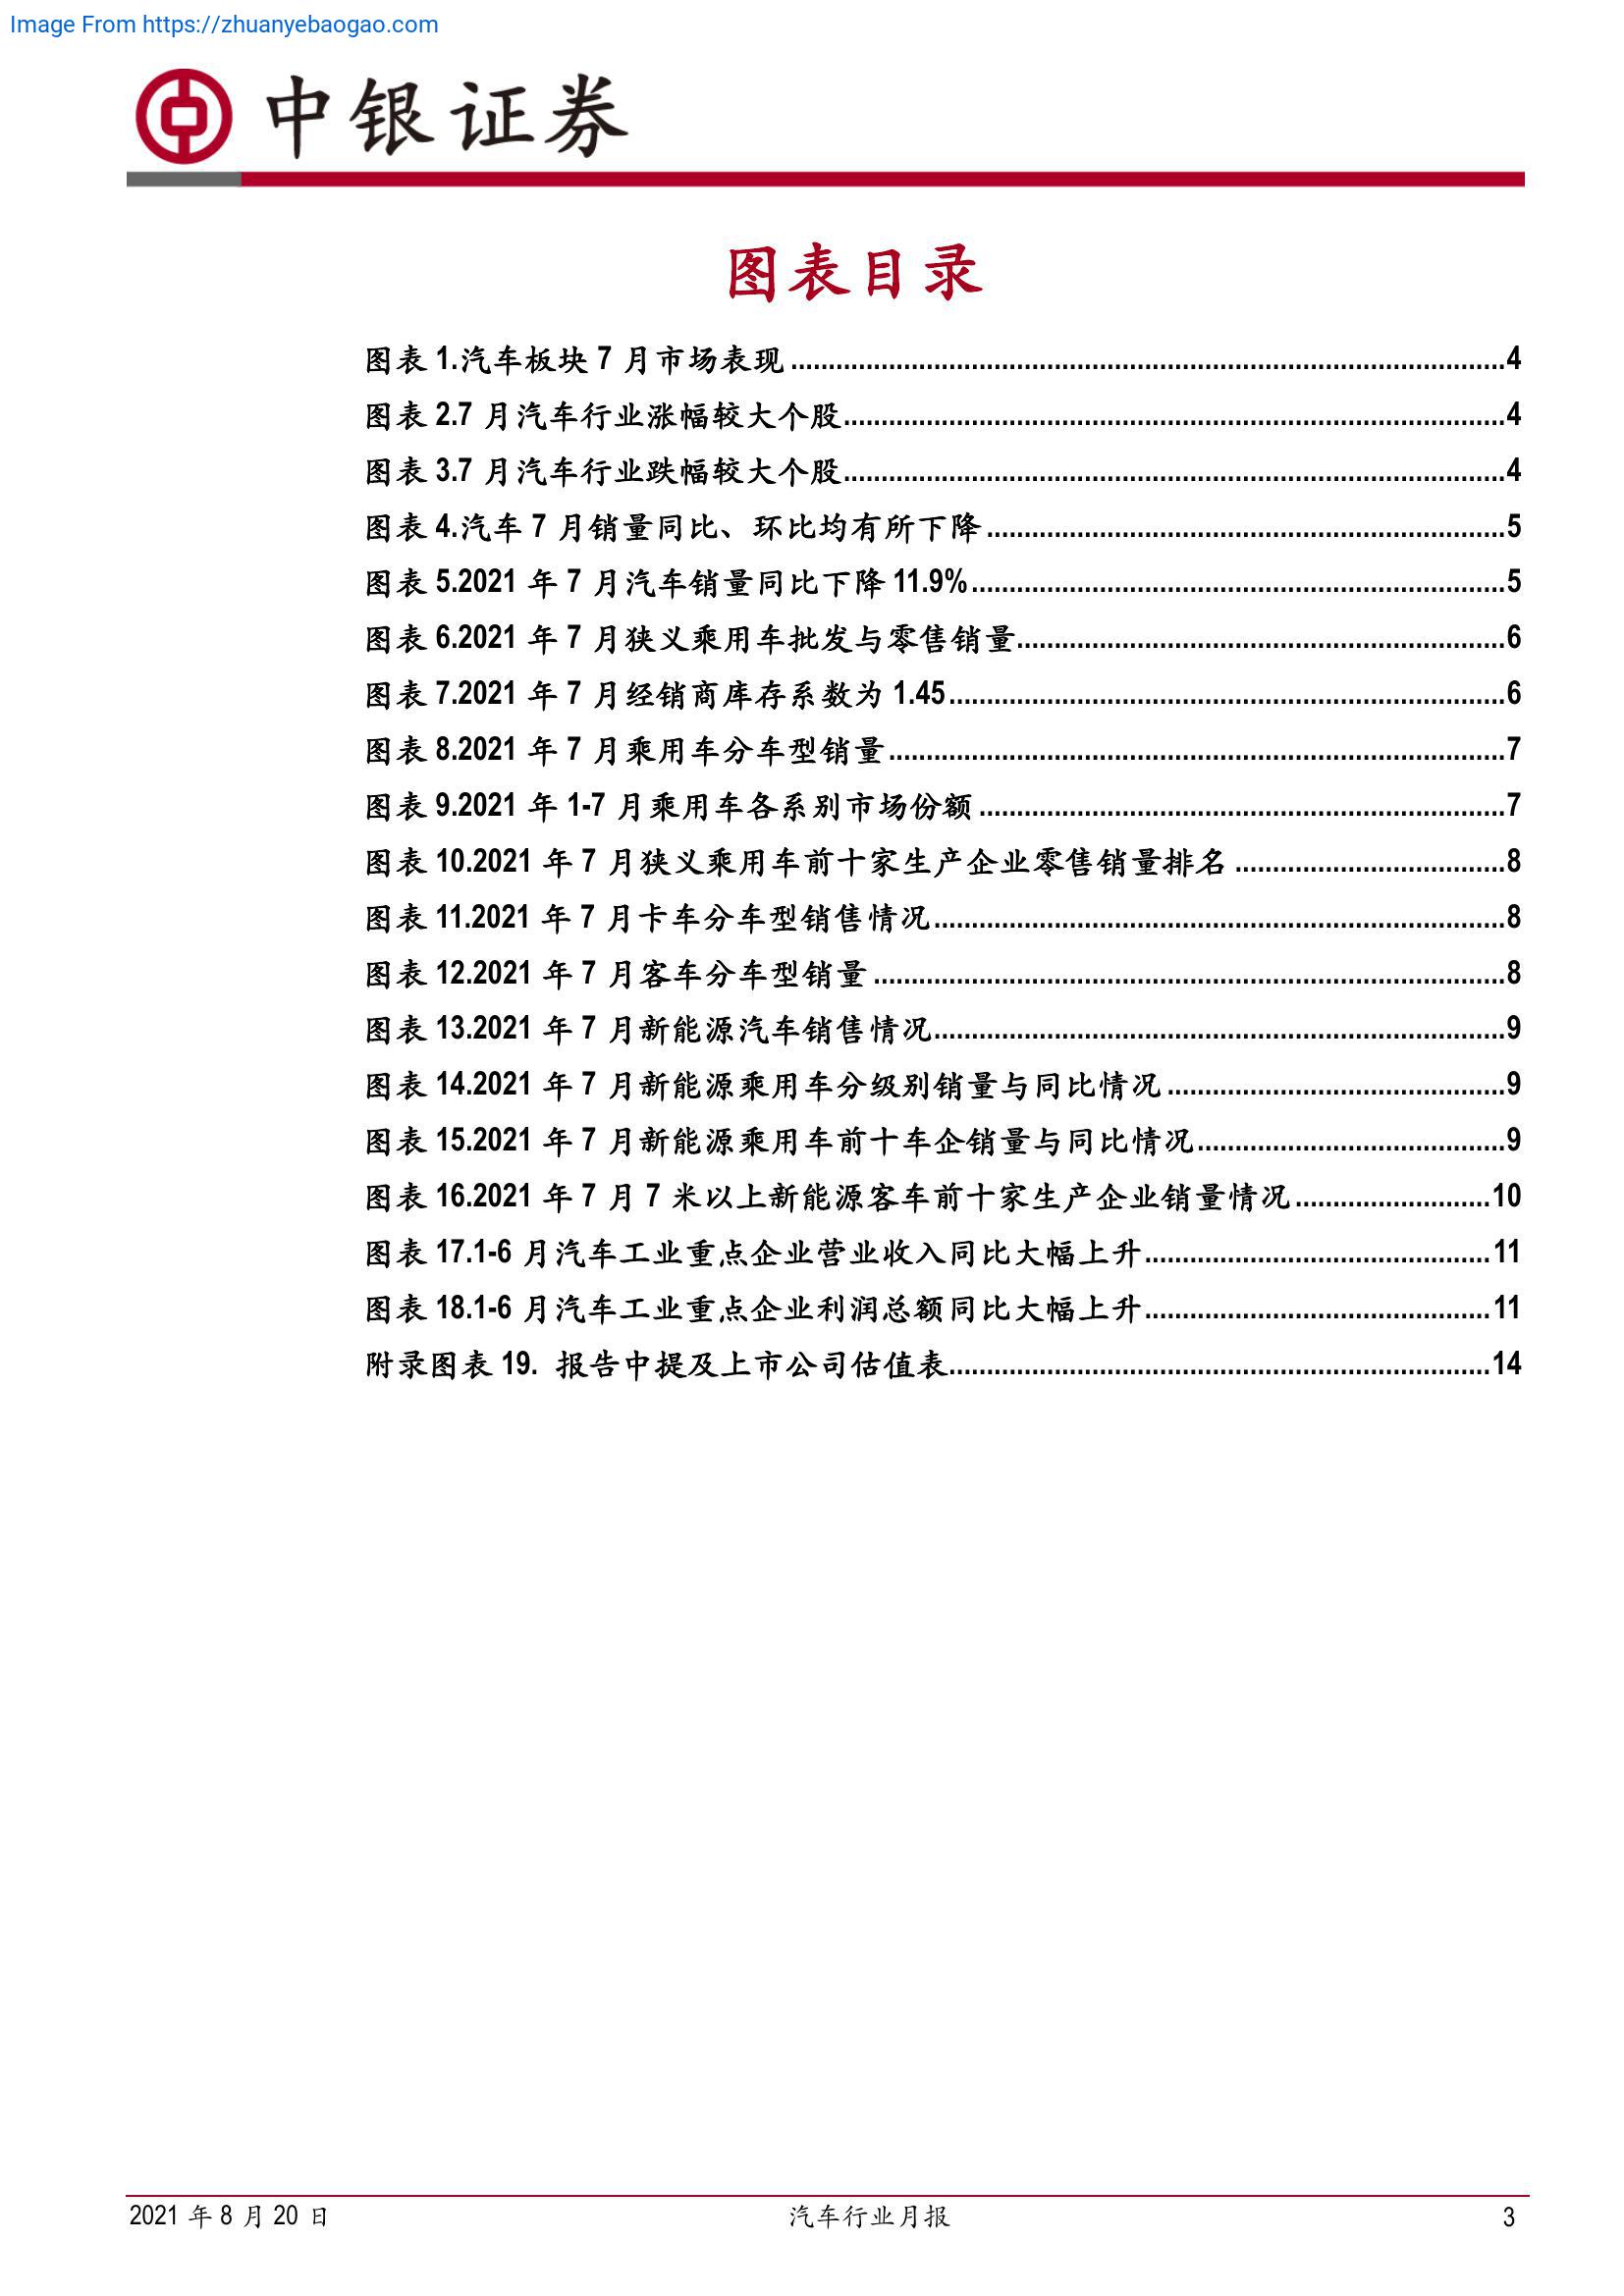 Image From https://zhuanyebaogao.com
中银证券
图表目录
图表 1.汽车板块 7 月市场表现 ....................4
图表 2.7 月汽车行业涨幅较大个股....................4
图表 3.7 月汽车行业跌幅较大个股....................4
图表 4.汽车 7 月销量同比、环比均有所下降 ....................5
图表 5.2021 年 7 月汽车销量同比下降 11.9%....................5
图表 6.2021 年 7 月狭义乘用车批发与零售销量....................6
图表 7.2021 年 7 月经销商库存系数为 1.45....................6
图表 8.2021 年 7 月乘用车分车型销量 ....................7
图表 9.2021 年 1-7 月乘用车各系别市场份额 ....................7
图表 10.2021 年 7 月狭义乘用车前十家生产企业零售销量排名 ....................8
图表 11.2021 年 7 月卡车分车型销售情况....................8
图表 12.2021 年 7 月客车分车型销量 ....................8
图表 13.2021 年 7 月新能源汽车销售情况....................9
图表 14.2021 年 7 月新能源乘用车分级别销量与同比情况 ....................9
图表 15.2021 年 7 月新能源乘用车前十车企销量与同比情况....................9
图表 16.2021 年 7 月 7 米以上新能源客车前十家生产企业销量情况....................10
图表 17.1-6 月汽车工业重点企业营业收入同比大幅上升....................11
图表 18.1-6 月汽车工业重点企业利润总额同比大幅上升....................11
附录图表 19. 报告中提及上市公司估值表....................14
2021 年 8 月 20 日 汽车行业月报 3